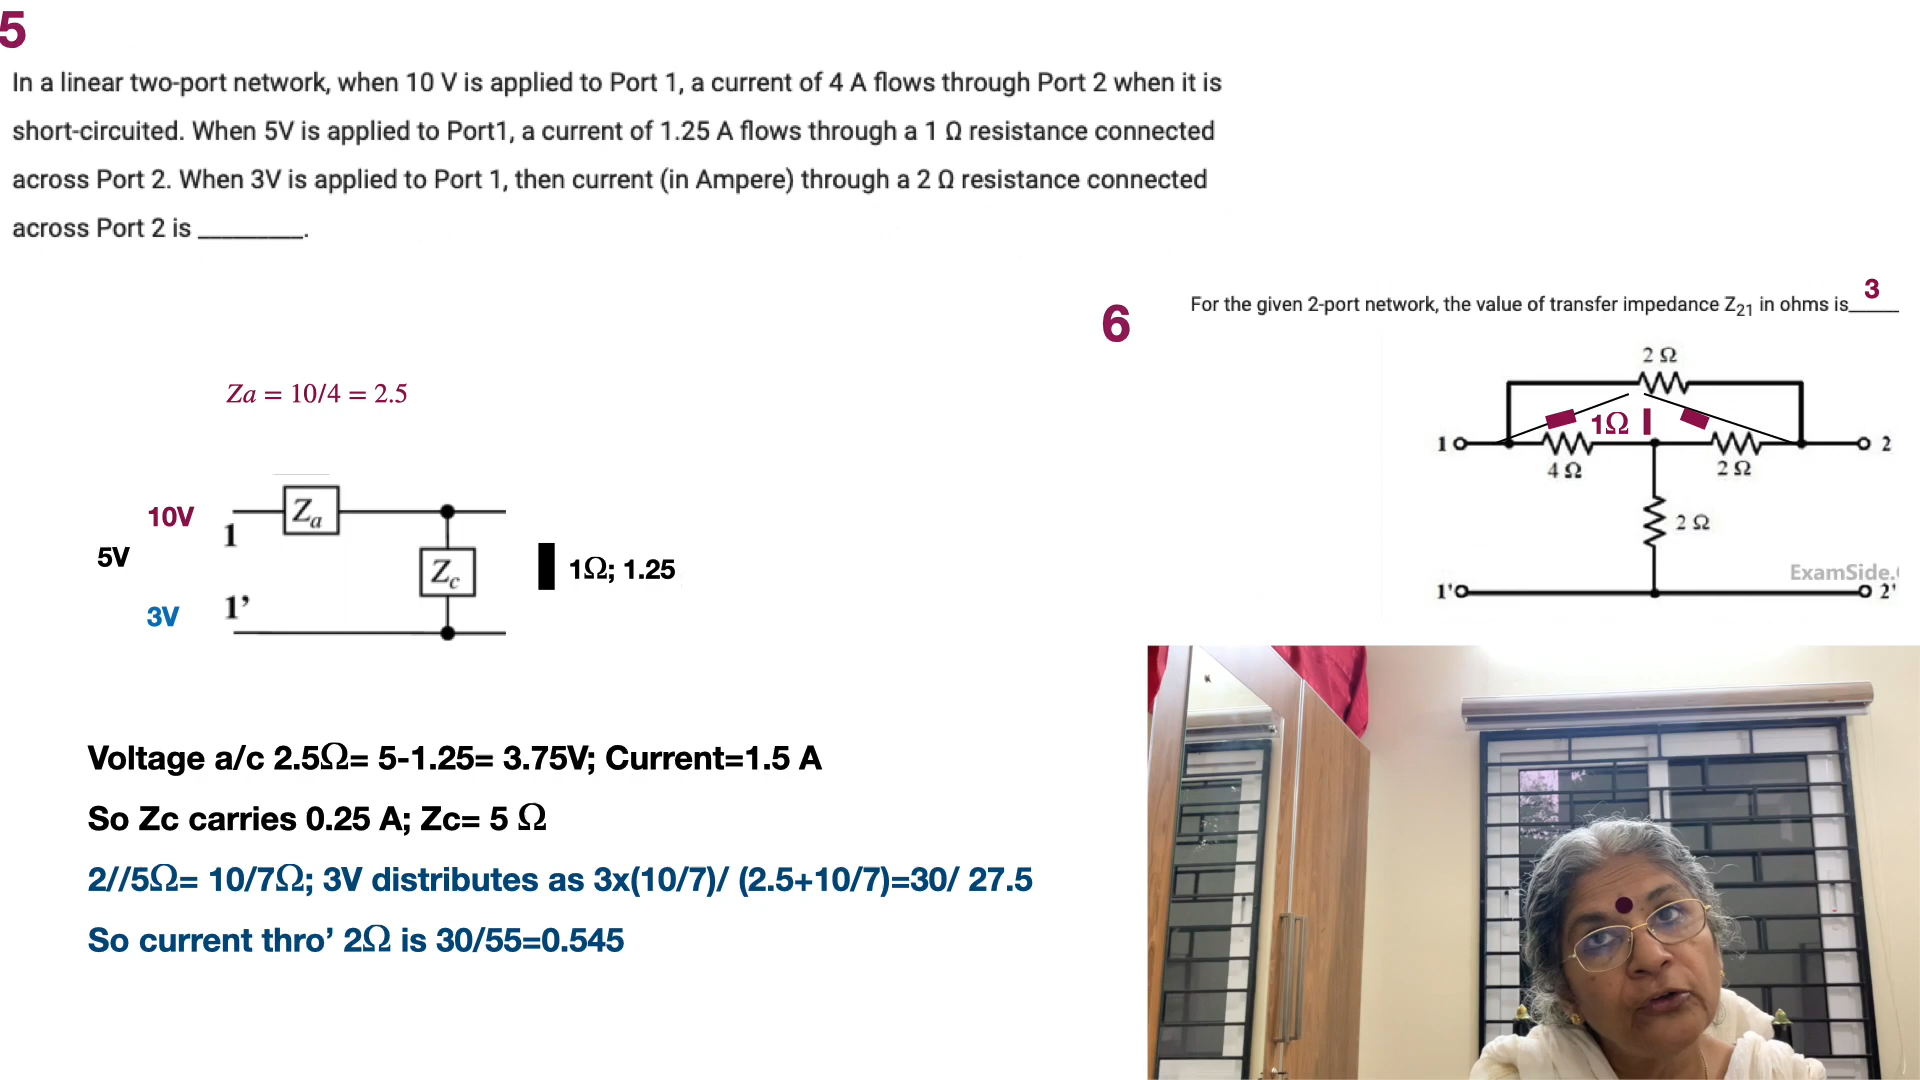 5
In a linear two-port network, when 10 V is applied to Port 1, a current of 4 A flows through Port 2 when it is
short-circuited. When 5V is applied to Port1, a current of 1.25 A flows through a 1 Ω resistance connected
across Port 2. When 3V is applied to Port 1, then current (in Ampere) through a 2 Ω resistance connected
across Port 2 is ________.
Za = 10/4 = 2.5
10V
5V
3V
1
1’
Za
Zc
1Ω; 1.25
Voltage a/c 2.5Ω= 5-1.25= 3.75V; Current=1.5 A
So Zc carries 0.25 A; Zc= 5 Ω
2//5Ω= 10/7Ω; 3V distributes as 3x(10/7)/ (2.5+10/7)=30/ 27.5
So current thro’ 2Ω is 30/55=0.545
6
For the given 2-port network, the value of transfer impedance Z21 in ohms is_____
3
2 Ω
1Ω
1
2
4 Ω
2 Ω
2 Ω
ExamSide.
1'
2'